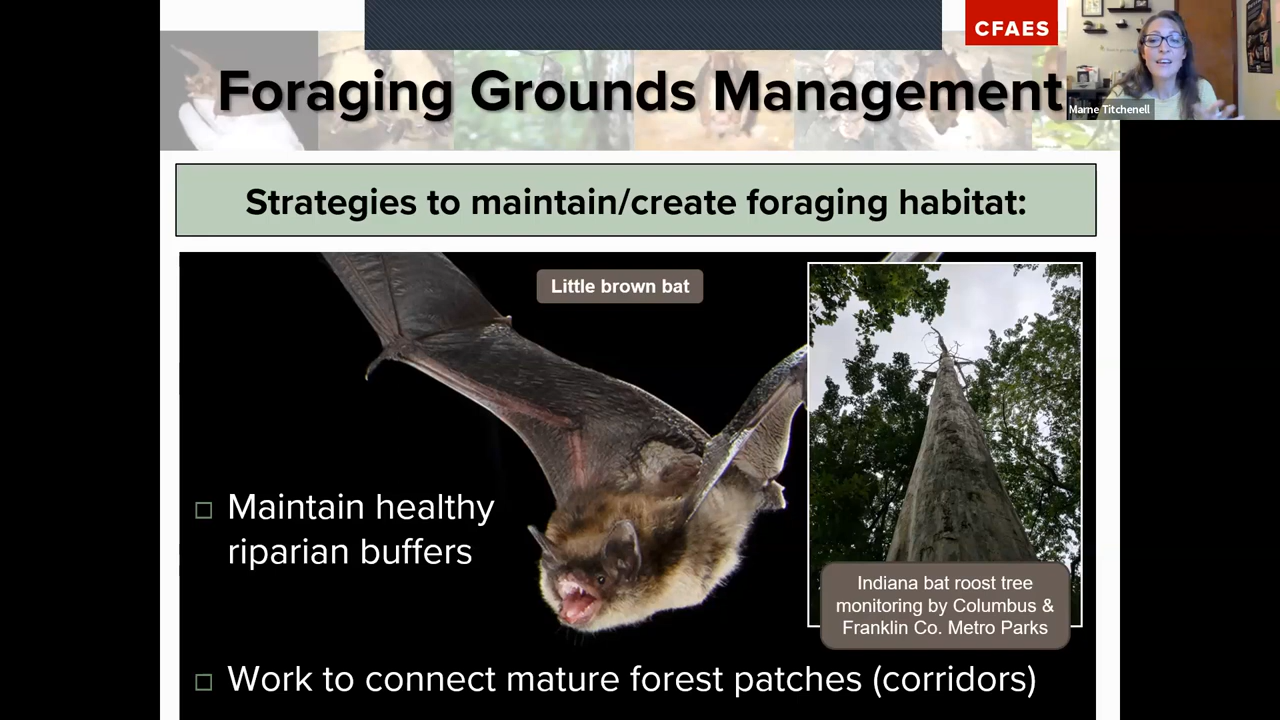 CFAES
Foraging Grounds Management
Marne Titchenell
Strategies to maintain/create foraging habitat:
Little brown bat
Maintain healthy
riparian buffers
Indiana bat roost tree
monitoring by Columbus &
Franklin Co. Metro Parks
Work to connect mature forest patches (corridors)